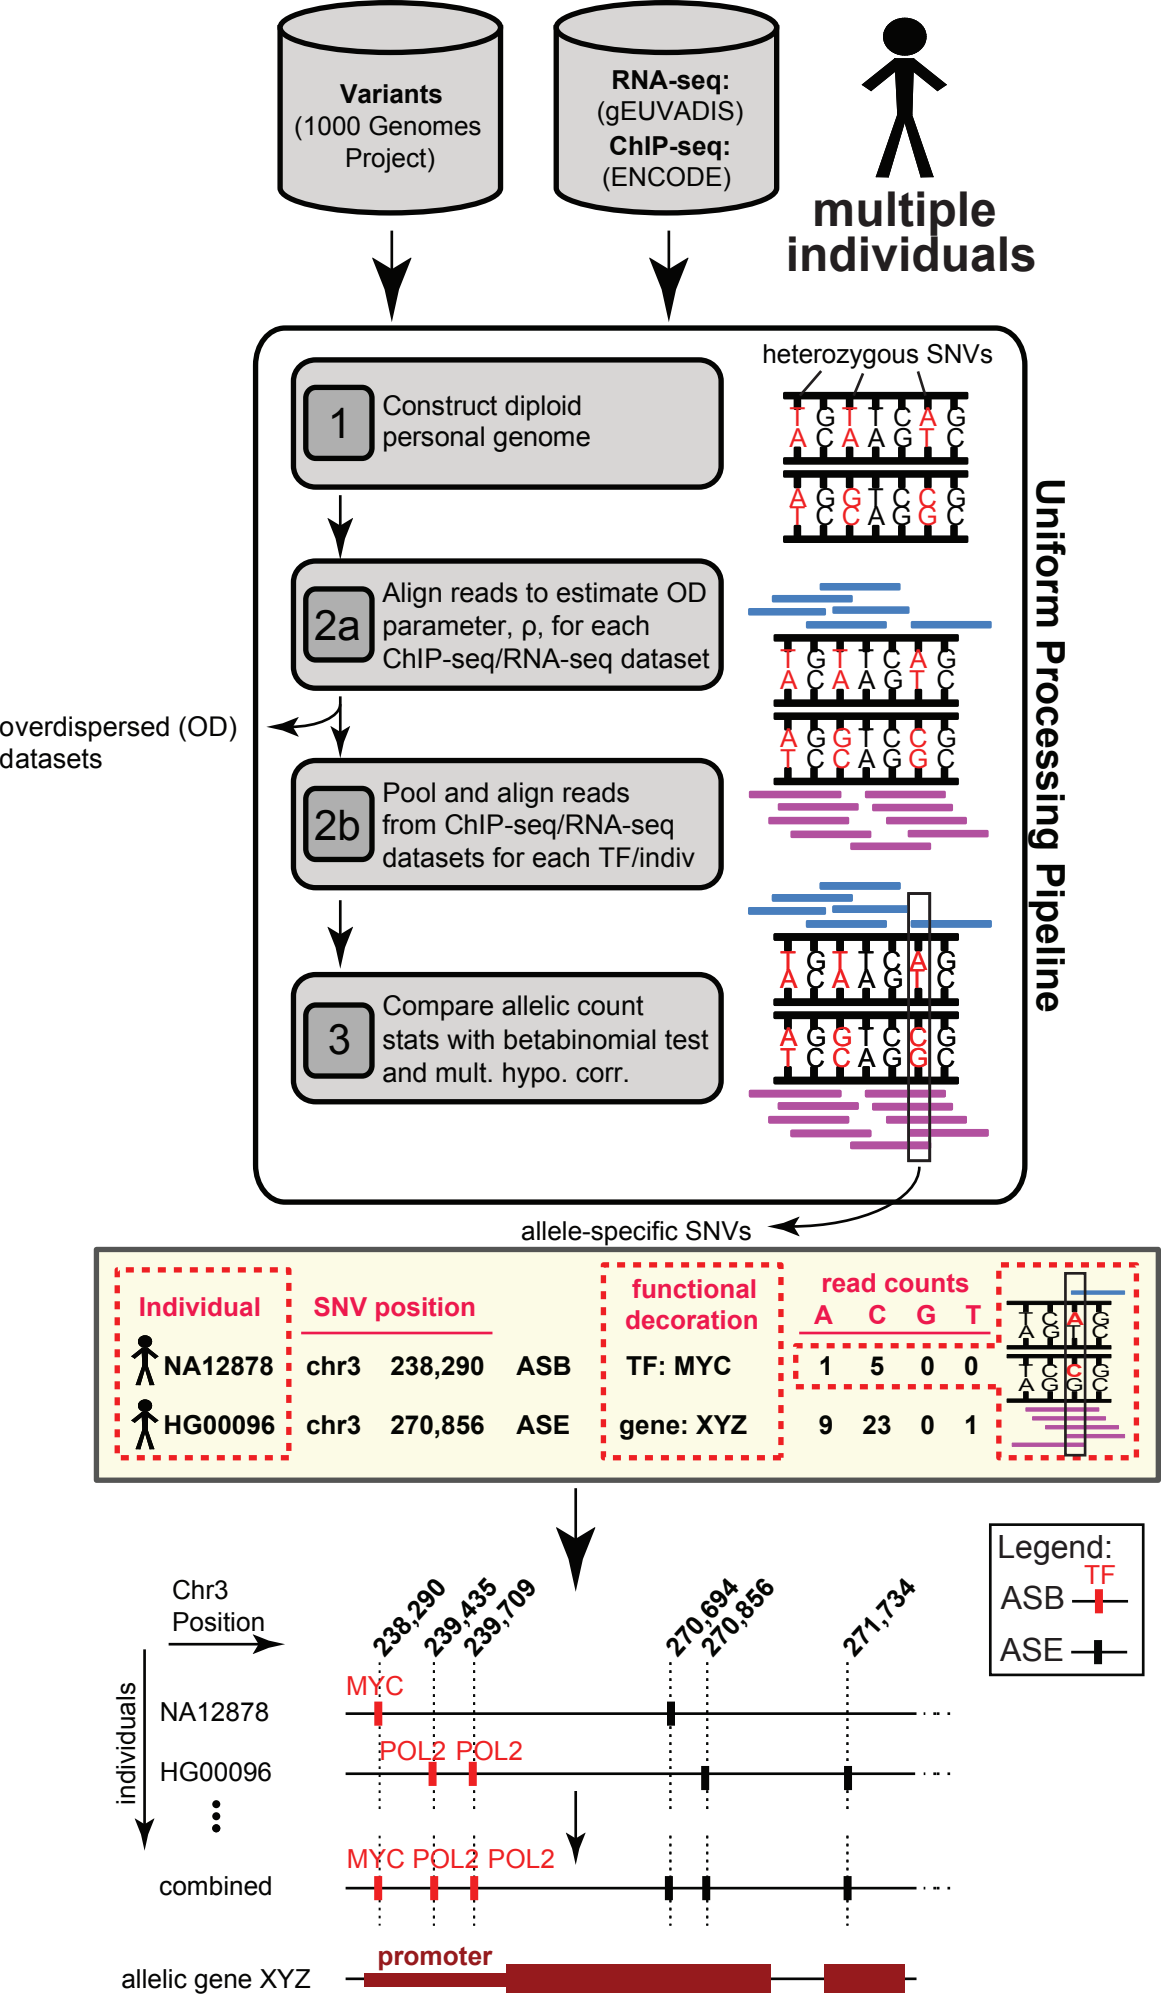 Variants
(1000 Genomes
Project)
RNA-seq:
(gEUVADIS)
ChIP-seq:
(ENCODE)
multiple
individuals
heterozygous SNVs
1
Construct diploid
personal genome
T G T T C A G
A C A A G T C
A G G T C C G
T C C A G G C
2a
Align reads to estimate OD
parameter, ρ, for each
ChIP-seq/RNA-seq dataset
T G T T C A G
A C A A G T C
A G G T C C G
T C C A G G C
overdispersed (OD)
datasets
2b
Pool and align reads
from ChIP-seq/RNA-seq
datasets for each TF/indiv
3
Compare allelic count
stats with betabinomial test
and mult. hypo. corr.
T G T T C A G
A C A A G T C
A G G T C C G
T C C A G G C
Uniform Processing Pipeline
allele-specific SNVs
Individual SNV position functional decoration read counts
A C G T
NA12878 chr3 238,290 ASB TF: MYC 1 5 0 0
HG00096 chr3 270,856 ASE gene: XYZ 9 23 0 1
T C A G
A G T C
T C C G
A G G C
Legend:
TF
ASB
ASE
Chr3
Position
238,290 239,435 239,709 270,694 270,856 271,734
individuals
MYC
NA12878
POL2 POL2
HG00096
MYC POL2 POL2
combined
promoter
allelic gene XYZ